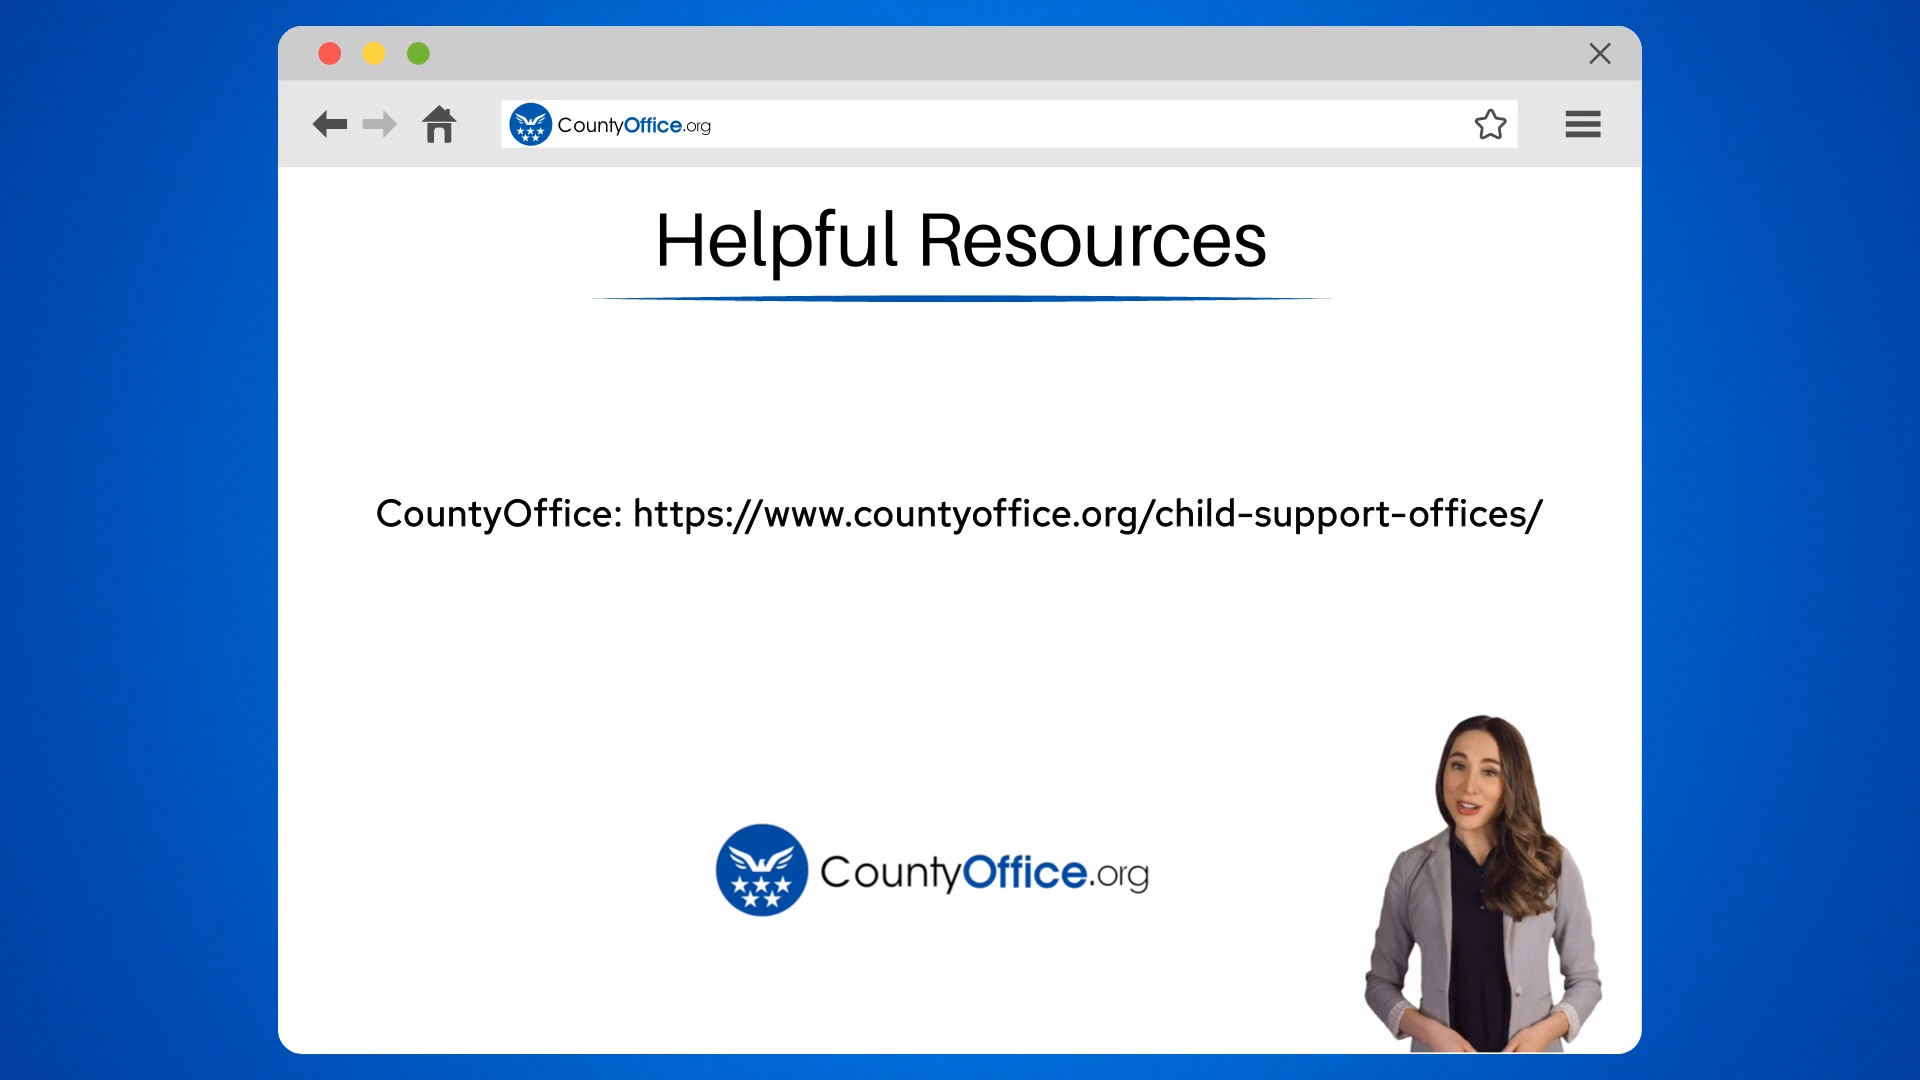 CountyOffice.org
Helpful Resources
CountyOffice: https://www.countyoffice.org/child-support-offices/
CountyOffice.org